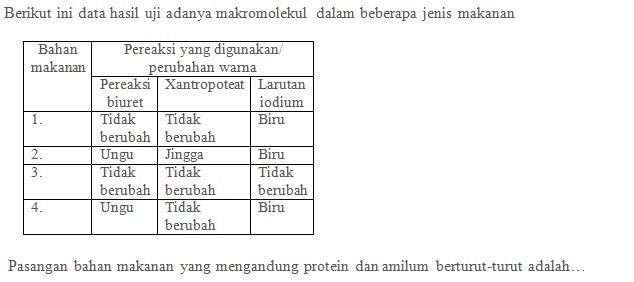 Berikut ini data hasil uji adanya makromolekul dalam beberapa jenis makanan
Bahan makanan Pereaksi yang digunakan/ perubahan warna
Pereaksi biuret Xantropoteat Larutan iodium
1. Tidak berubah Tidak berubah Biru
2. Ungu Jingga Biru
3. Tidak berubah Tidak berubah Tidak berubah
4. Ungu Tidak berubah Biru
Pasangan bahan makanan yang mengandung protein dan amilum berturut-turut adalah…